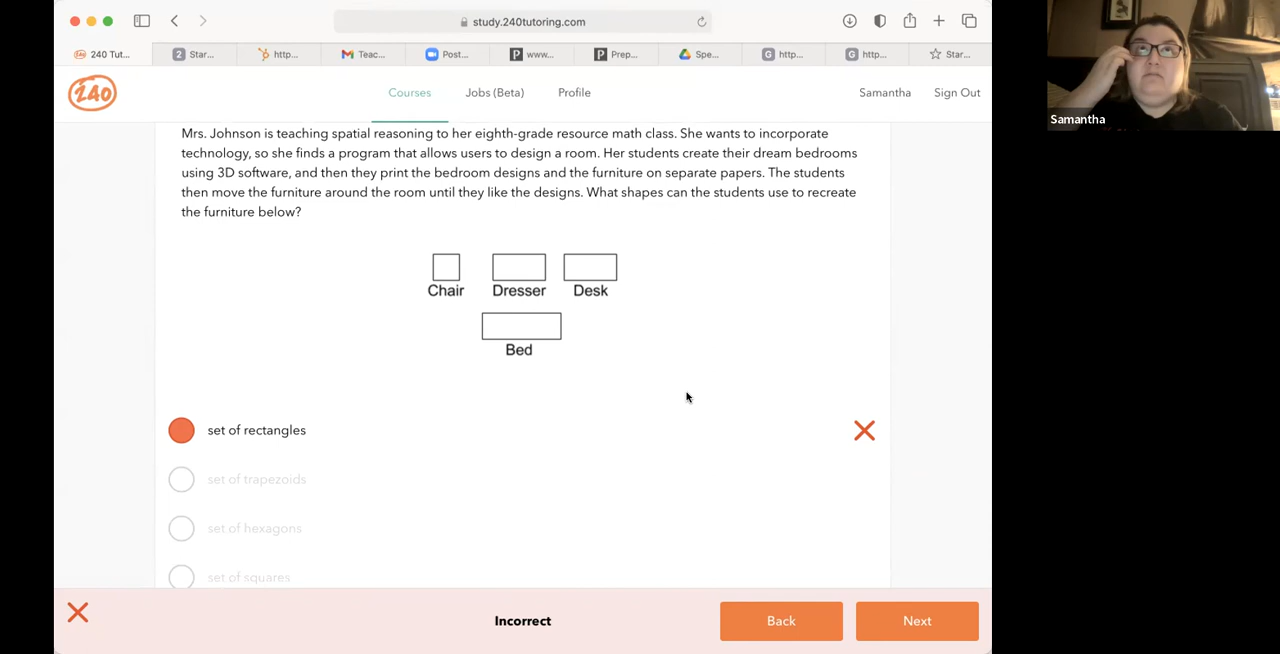 study.240tutoring.com
240 Tut...
2 Star...
http...
Teac...
Post...
www...
Prep...
Spe...
G http...
G http...
Star...
240
Courses
Jobs (Beta)
Profile
Samantha
Sign Out
Samantha
Mrs. Johnson is teaching spatial reasoning to her eighth-grade resource math class. She wants to incorporate
technology, so she finds a program that allows users to design a room. Her students create their dream bedrooms
using 3D software, and then they print the bedroom designs and the furniture on separate papers. The students
then move the furniture around the room until they like the designs. What shapes can the students use to recreate
the furniture below?
Chair Dresser Desk
Bed
set of rectangles
set of trapezoids
set of hexagons
set of squares
Incorrect
Back
Next